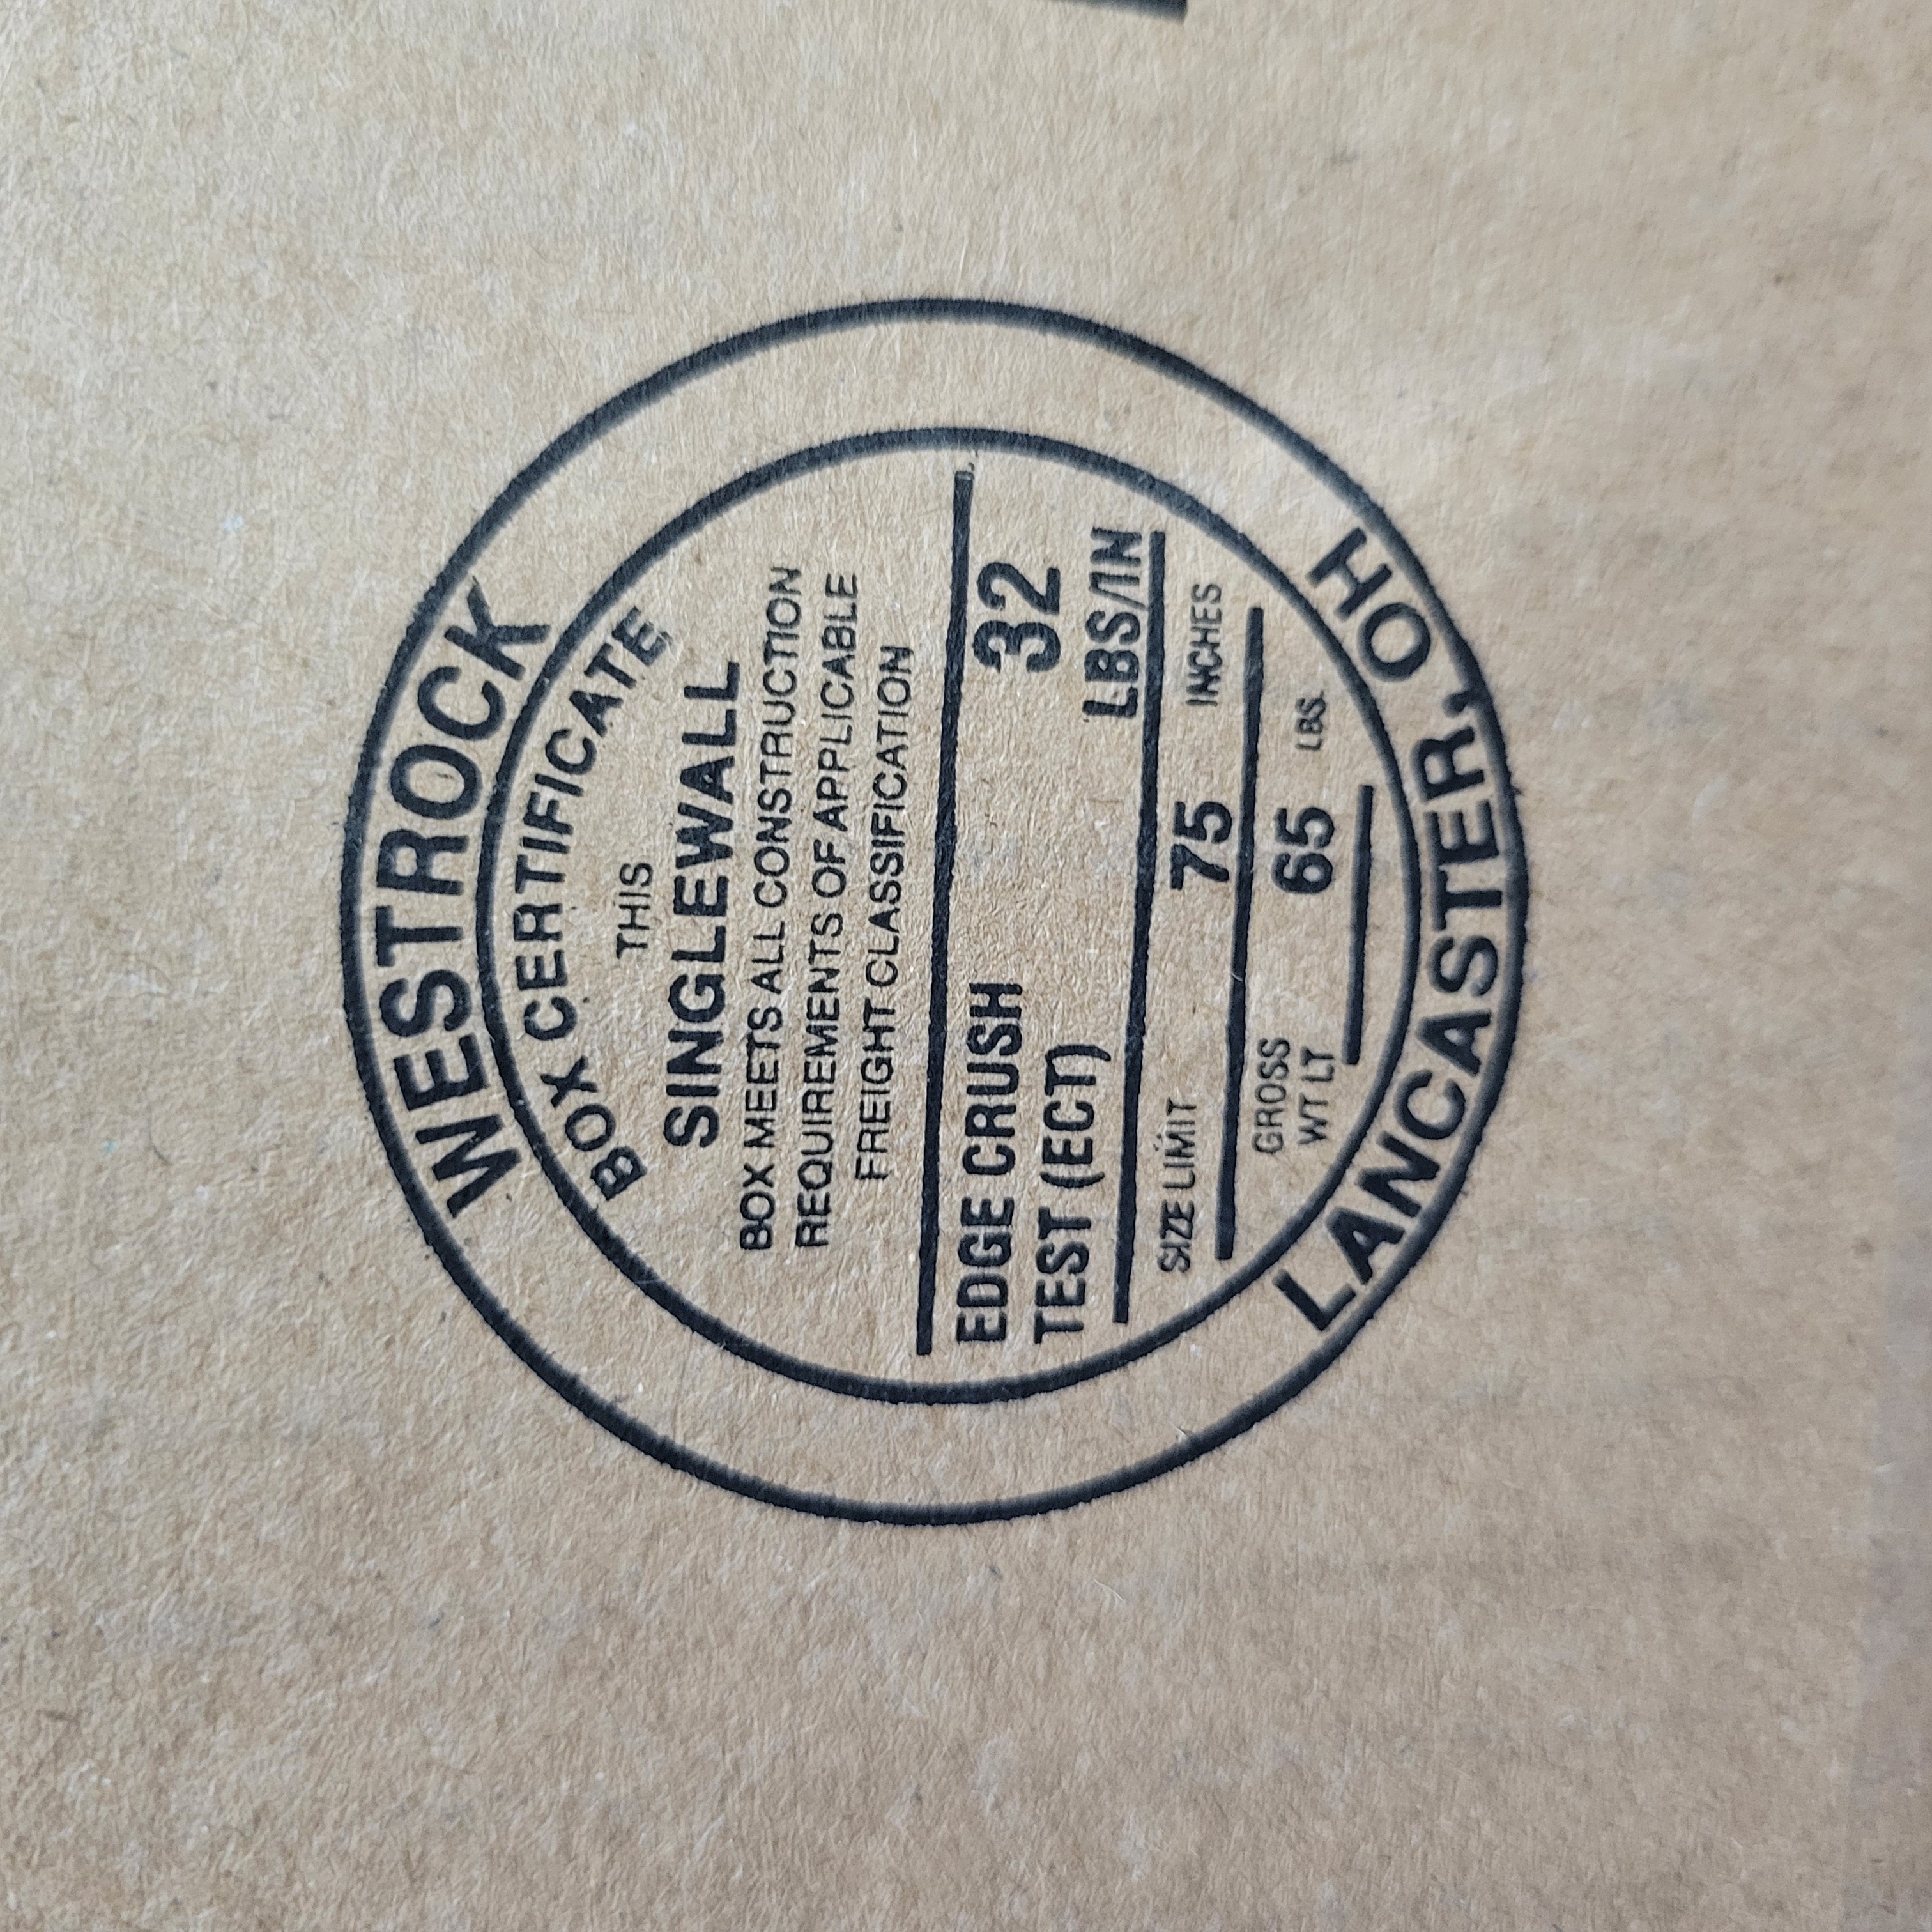 WESTROCK
BOX CERTIFICATE
THIS
SINGLEWALL
BOX MEETS ALL CONSTRUCTION
REQUIREMENTS OF APPLICABLE
FREIGHT CLASSIFICATION
EDGE CRUSH
TEST (ECT)
32
LBS/IN
SIZE LIMIT 75 INCHES
GROSS
WT LT 65 LBS.
LANCASTER, OH